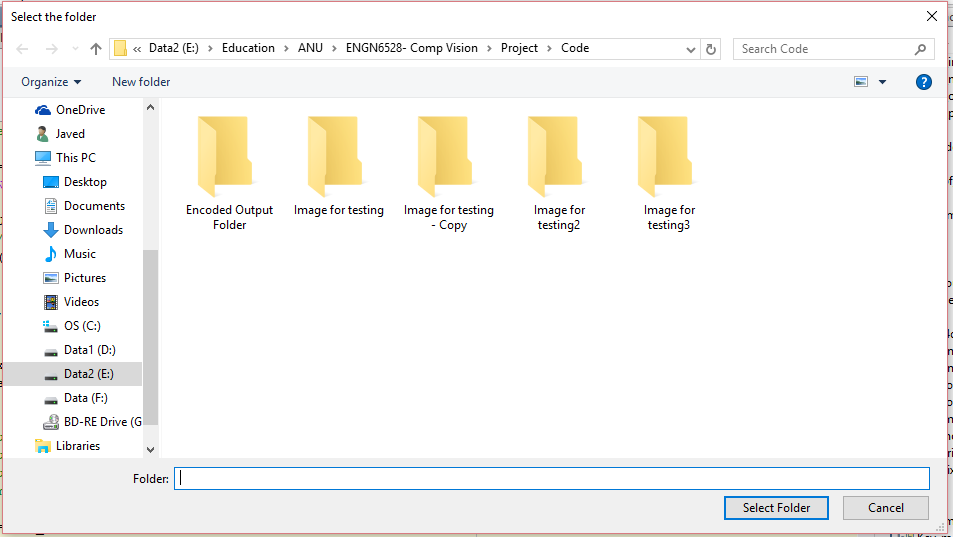 Select the folder
« Data2 (E:) > Education > ANU > ENGN6528- Comp Vision > Project > Code
Search Code
Organize
New folder
?
OneDrive
Javed
This PC
Desktop
Documents
Downloads
Music
Pictures
Videos
OS (C:)
Data1 (D:)
Data2 (E:)
Data (F:)
BD-RE Drive (G
Libraries
Encoded Output
Folder
Image for testing
Image for testing
- Copy
Image for
testing2
Image for
testing3
Folder:
Select Folder
Cancel